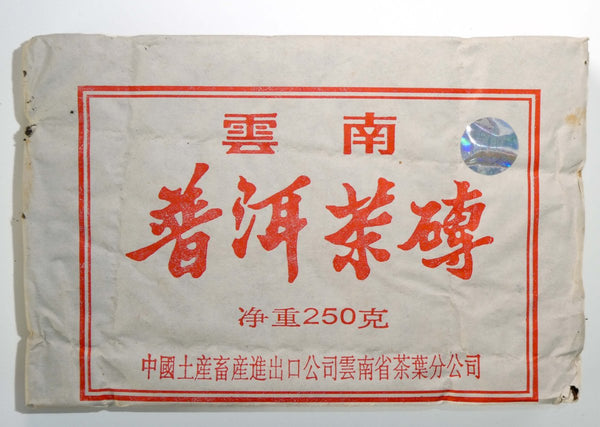 雲南
普洱茶磚
净重250克
中國土産畜産進出口公司雲南省茶葉分公司